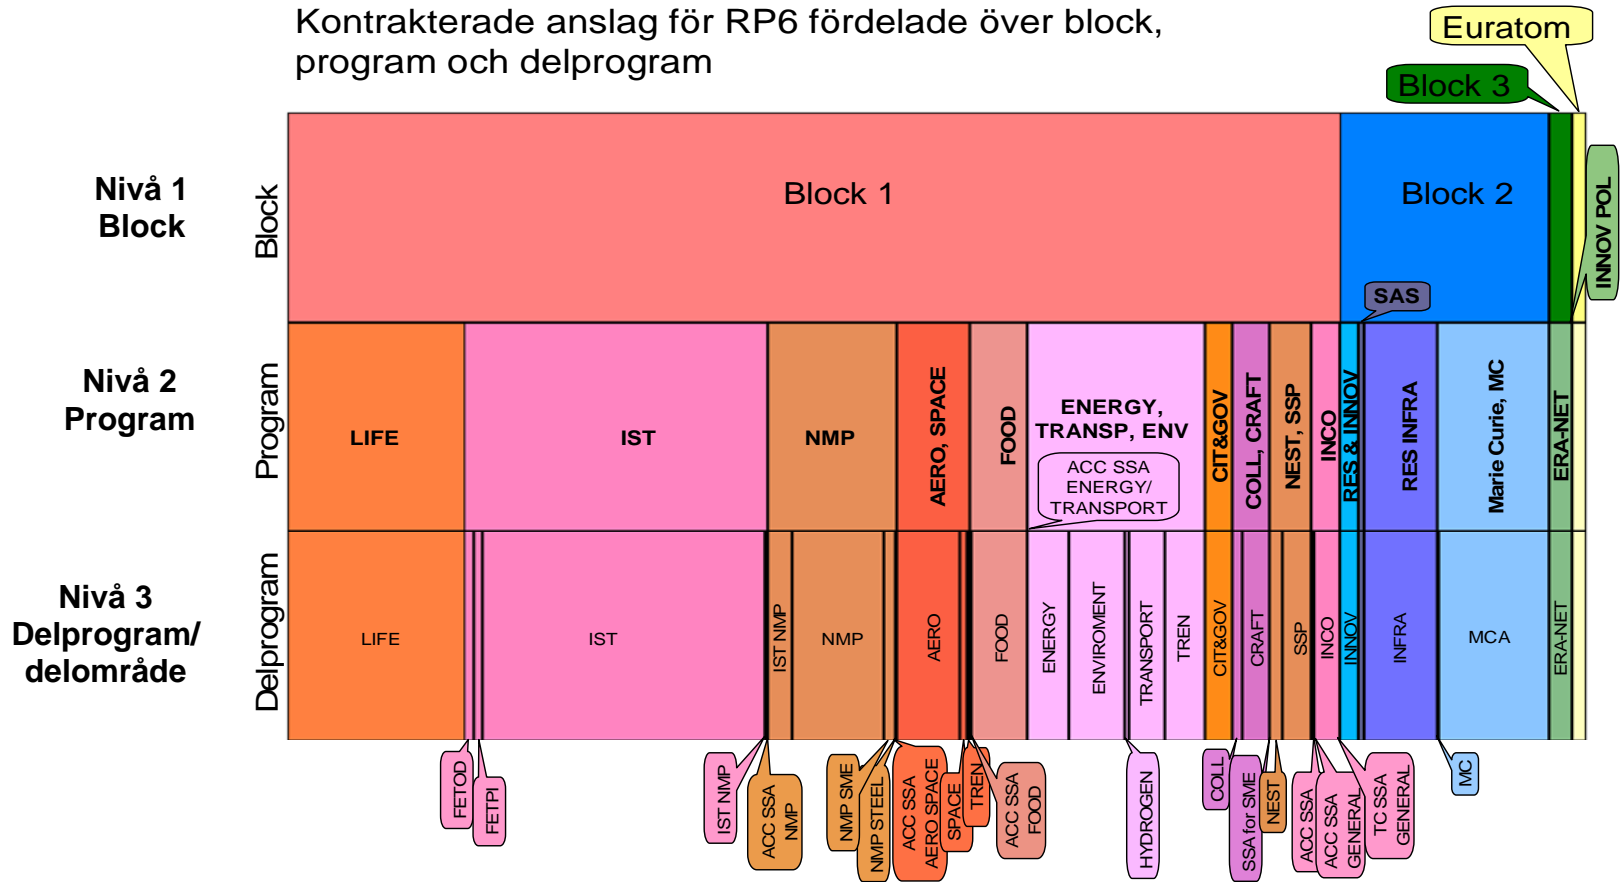 Kontrakterade anslag för RP6 fördelade över block,
program och delprogram
Euratom
Block 3
Nivå 1
Block
Block
Block 1
Block 2
INNOV POL
SAS
Nivå 2
Program
Program
LIFE
IST
NMP
AERO, SPACE
FOOD
ENERGY,
TRANSP, ENV
CIT&GOV
COLL, CRAFT
NEST, SSP
INCO
RES & INNOV
RES INFRA
Marie Curie, MC
ERA-NET
ACC SSA
ENERGY/
TRANSPORT
Nivå 3
Delprogram/
delområde
Delprogram
LIFE
IST
IST NMP
NMP
AERO
FOOD
ENERGY
ENVIROMENT
TRANSPORT
TREN
CIT&GOV
CRAFT
SSP
INCO
INNOV
INFRA
MCA
ERA-NET
FETOD
FETPI
IST NMP
ACC SSA
NMP
NMP SME
NMP STEEL
ACC SSA
AERO SPACE
SPACE
TREN
ACC SSA
FOOD
HYDROGEN
COLL
SSA for SME
NEST
ACC SSA
ACC SSA
GENERAL
TC SSA
GENERAL
MC